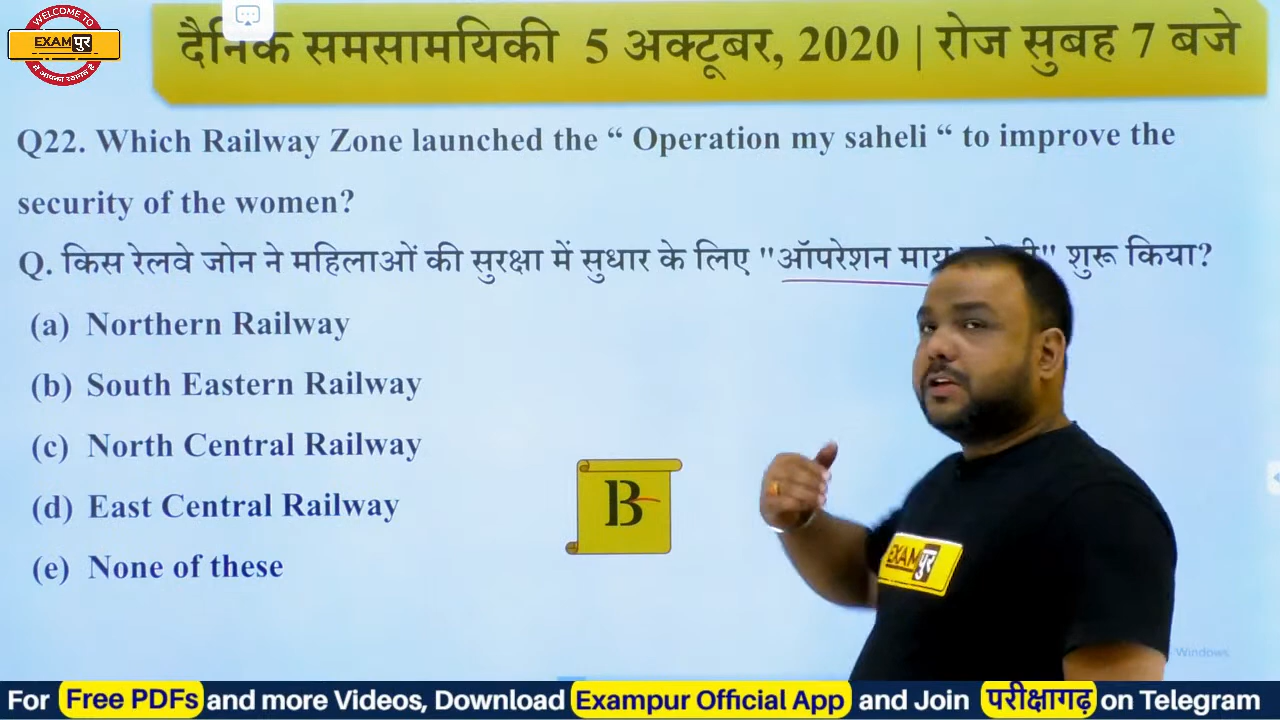 WELCOME TO
EXAMपुर
में आपका स्वागत है
दैनिक समसामयिकी 5 अक्टूबर, 2020 | रोज सुबह 7 बजे
Q22. Which Railway Zone launched the “ Operation my saheli “ to improve the
security of the women?
Q. किस रेलवे जोन ने महिलाओं की सुरक्षा में सुधार के लिए "ऑपरेशन माय शुरू किया?
(a) Northern Railway
(b) South Eastern Railway
(c) North Central Railway
(d) East Central Railway
(e) None of these
B
EXAMपुर
Windows
For Free PDFs and more Videos, Download Exampur Official App and Join परीक्षागढ़ on Telegram